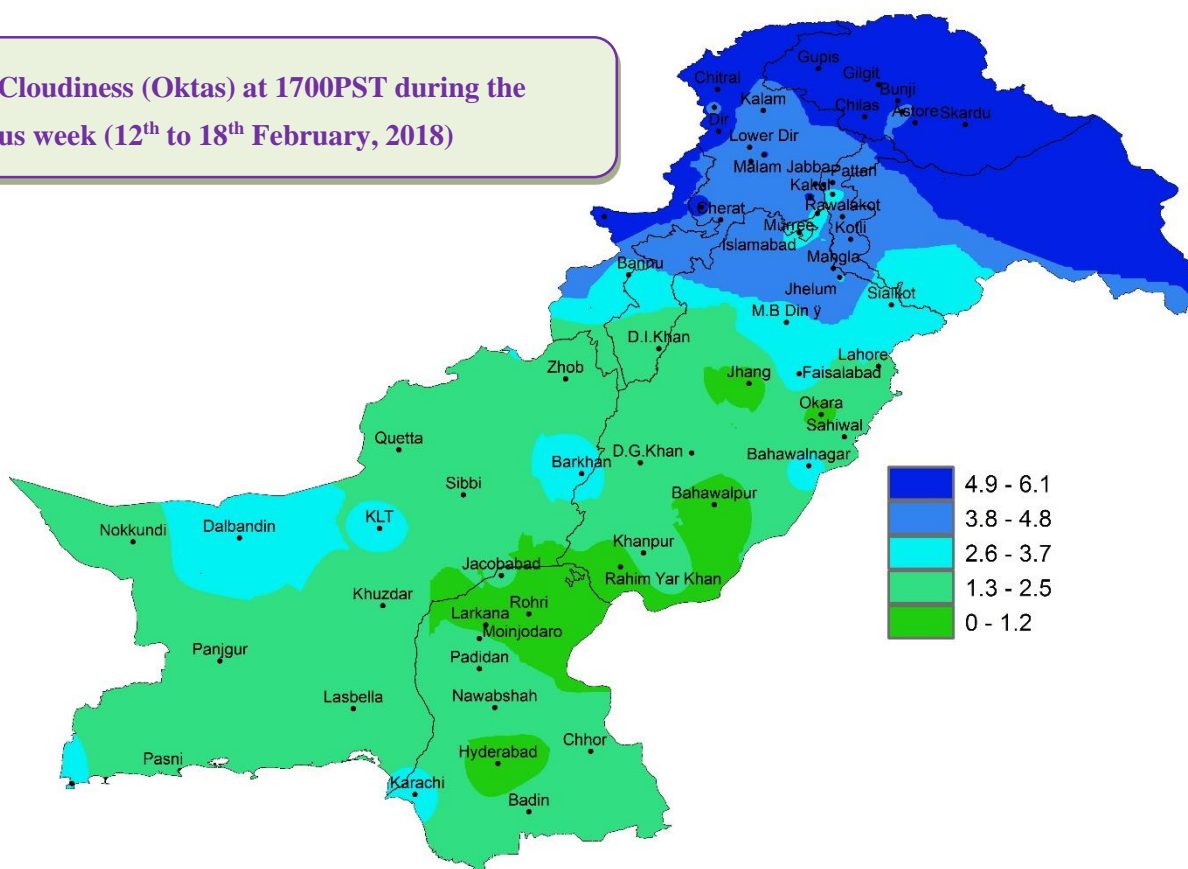 Cloudiness (Oktas) at 1700PST during the
us week (12th to 18th February, 2018)
Gupis
Gilgit
Chitral
Bunji
Kalam
Chilas
Astore
Skardu
Dir
Lower Dir
Malam Jabba
Pattan
Kakul
Cherat
Rawalakot
Murree
Kotli
Islamabad
Mangla
Bannu
Jhelum
Sialkot
M.B Din ÿ
D.I.Khan
Lahore
Zhob
Jhang
Faisalabad
Okara
Sahiwal
Quetta
D.G.Khan
Bahawalnagar
Barkhan
Sibbi
Bahawalpur
KLT
Nokkundi
Dalbandin
Khanpur
Jacobabad
Rahim Yar Khan
Khuzdar
Rohri
Larkana
Moinjodaro
Panjgur
Padidan
Lasbella
Nawabshah
Chhor
Hyderabad
Pasni
Karachi
Badin
4.9 - 6.1
3.8 - 4.8
2.6 - 3.7
1.3 - 2.5
0 - 1.2